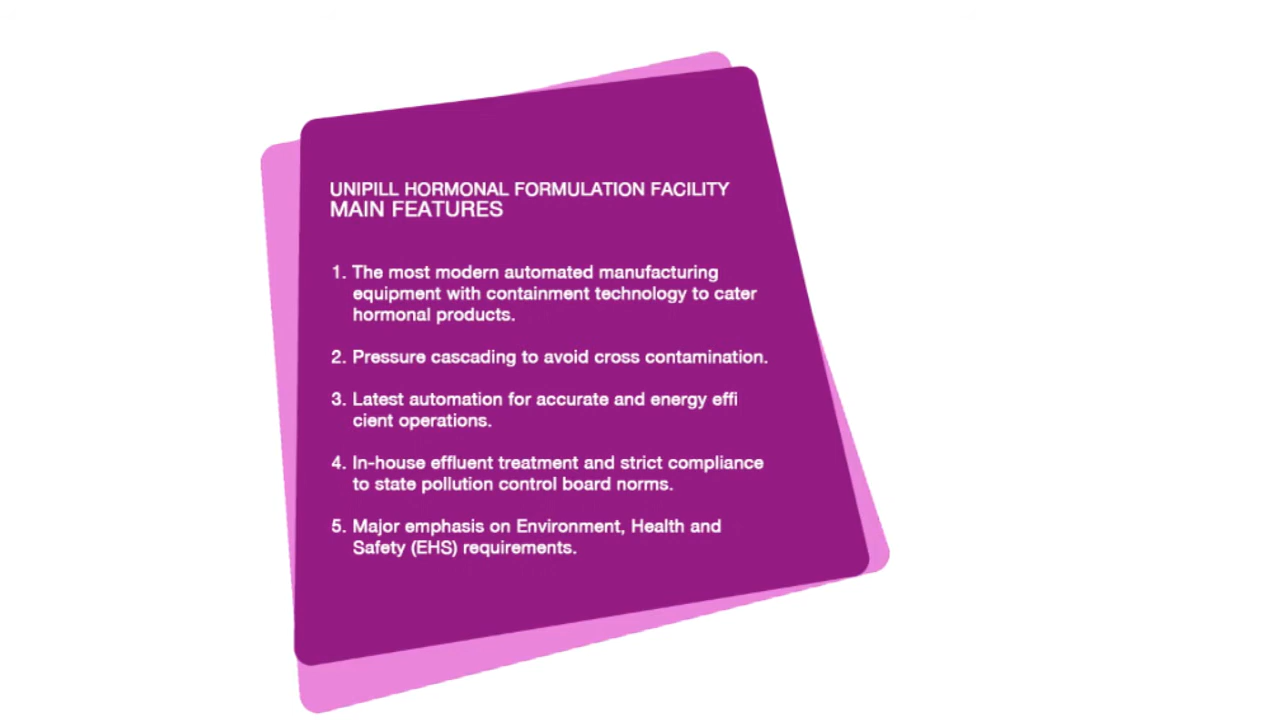 UNIPILL HORMONAL FORMULATION FACILITY
MAIN FEATURES
1. The most modern automated manufacturing
equipment with containment technology to cater
hormonal products.
2. Pressure cascading to avoid cross contamination.
3. Latest automation for accurate and energy effi
cient operations.
4. In-house effluent treatment and strict compliance
to state pollution control board norms.
5. Major emphasis on Environment, Health and
Safety (EHS) requirements.